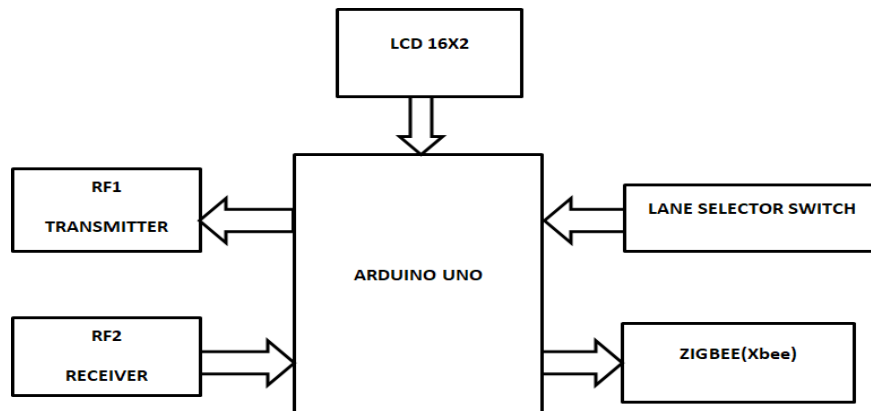 LCD 16X2
RF1
TRANSMITTER
LANE SELECTOR SWITCH
ARDUINO UNO
RF2
RECEIVER
ZIGBEE(Xbee)